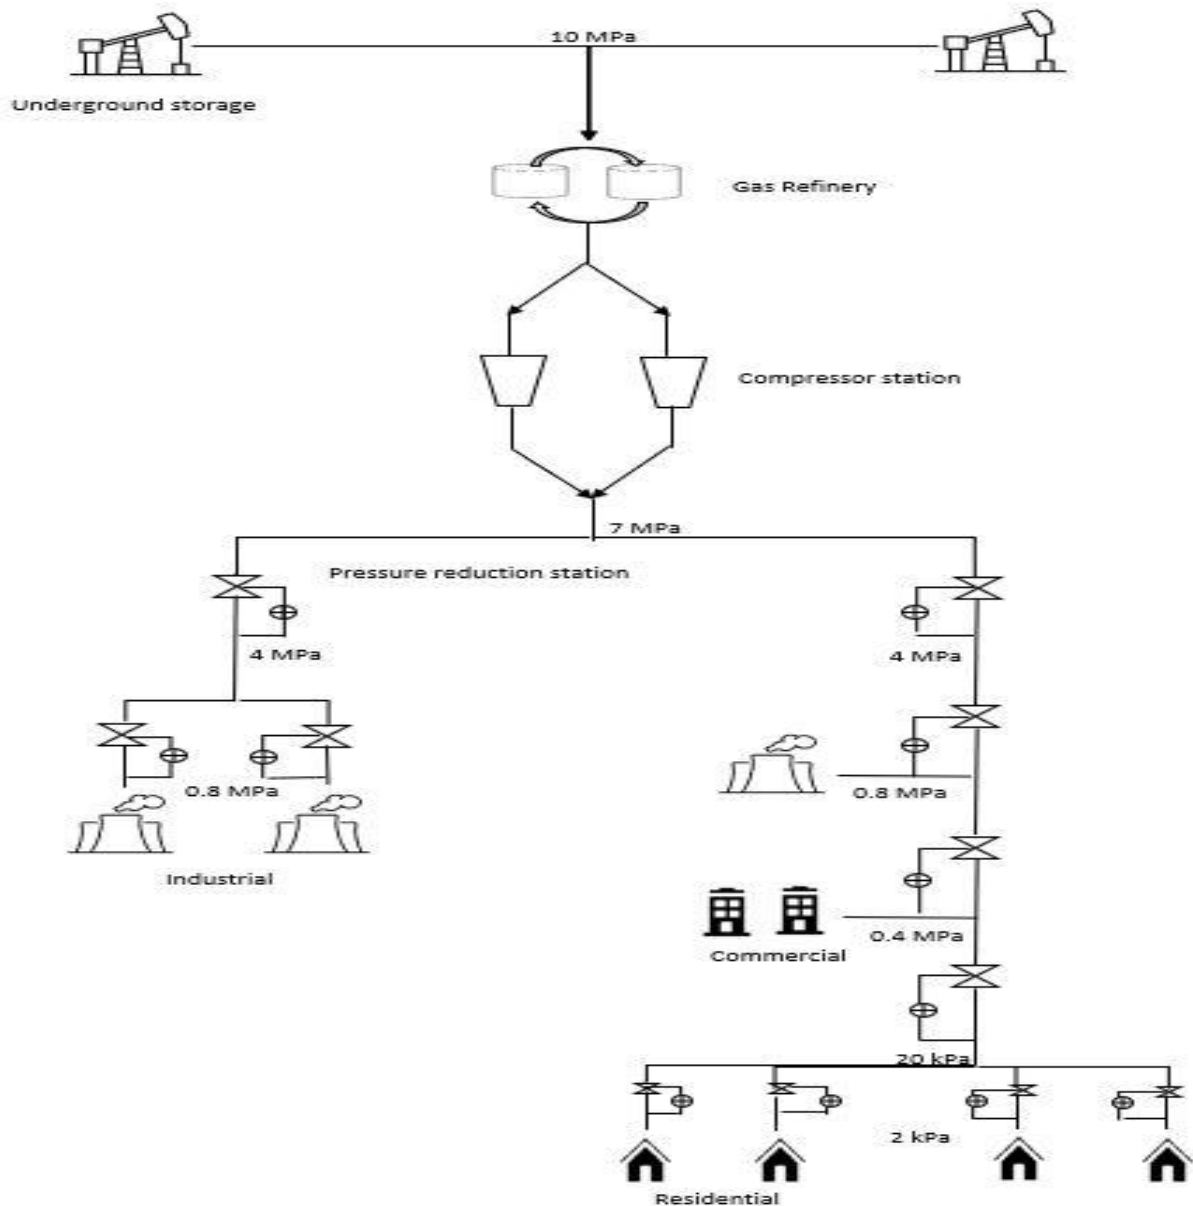 10 MPa
Underground storage
Gas Refinery
Compressor station
7 MPa
Pressure reduction station
4 MPa
4 MPa
0.8 MPa
0.8 MPa
Industrial
0.4 MPa
Commercial
20 kPa
2 kPa
Residential